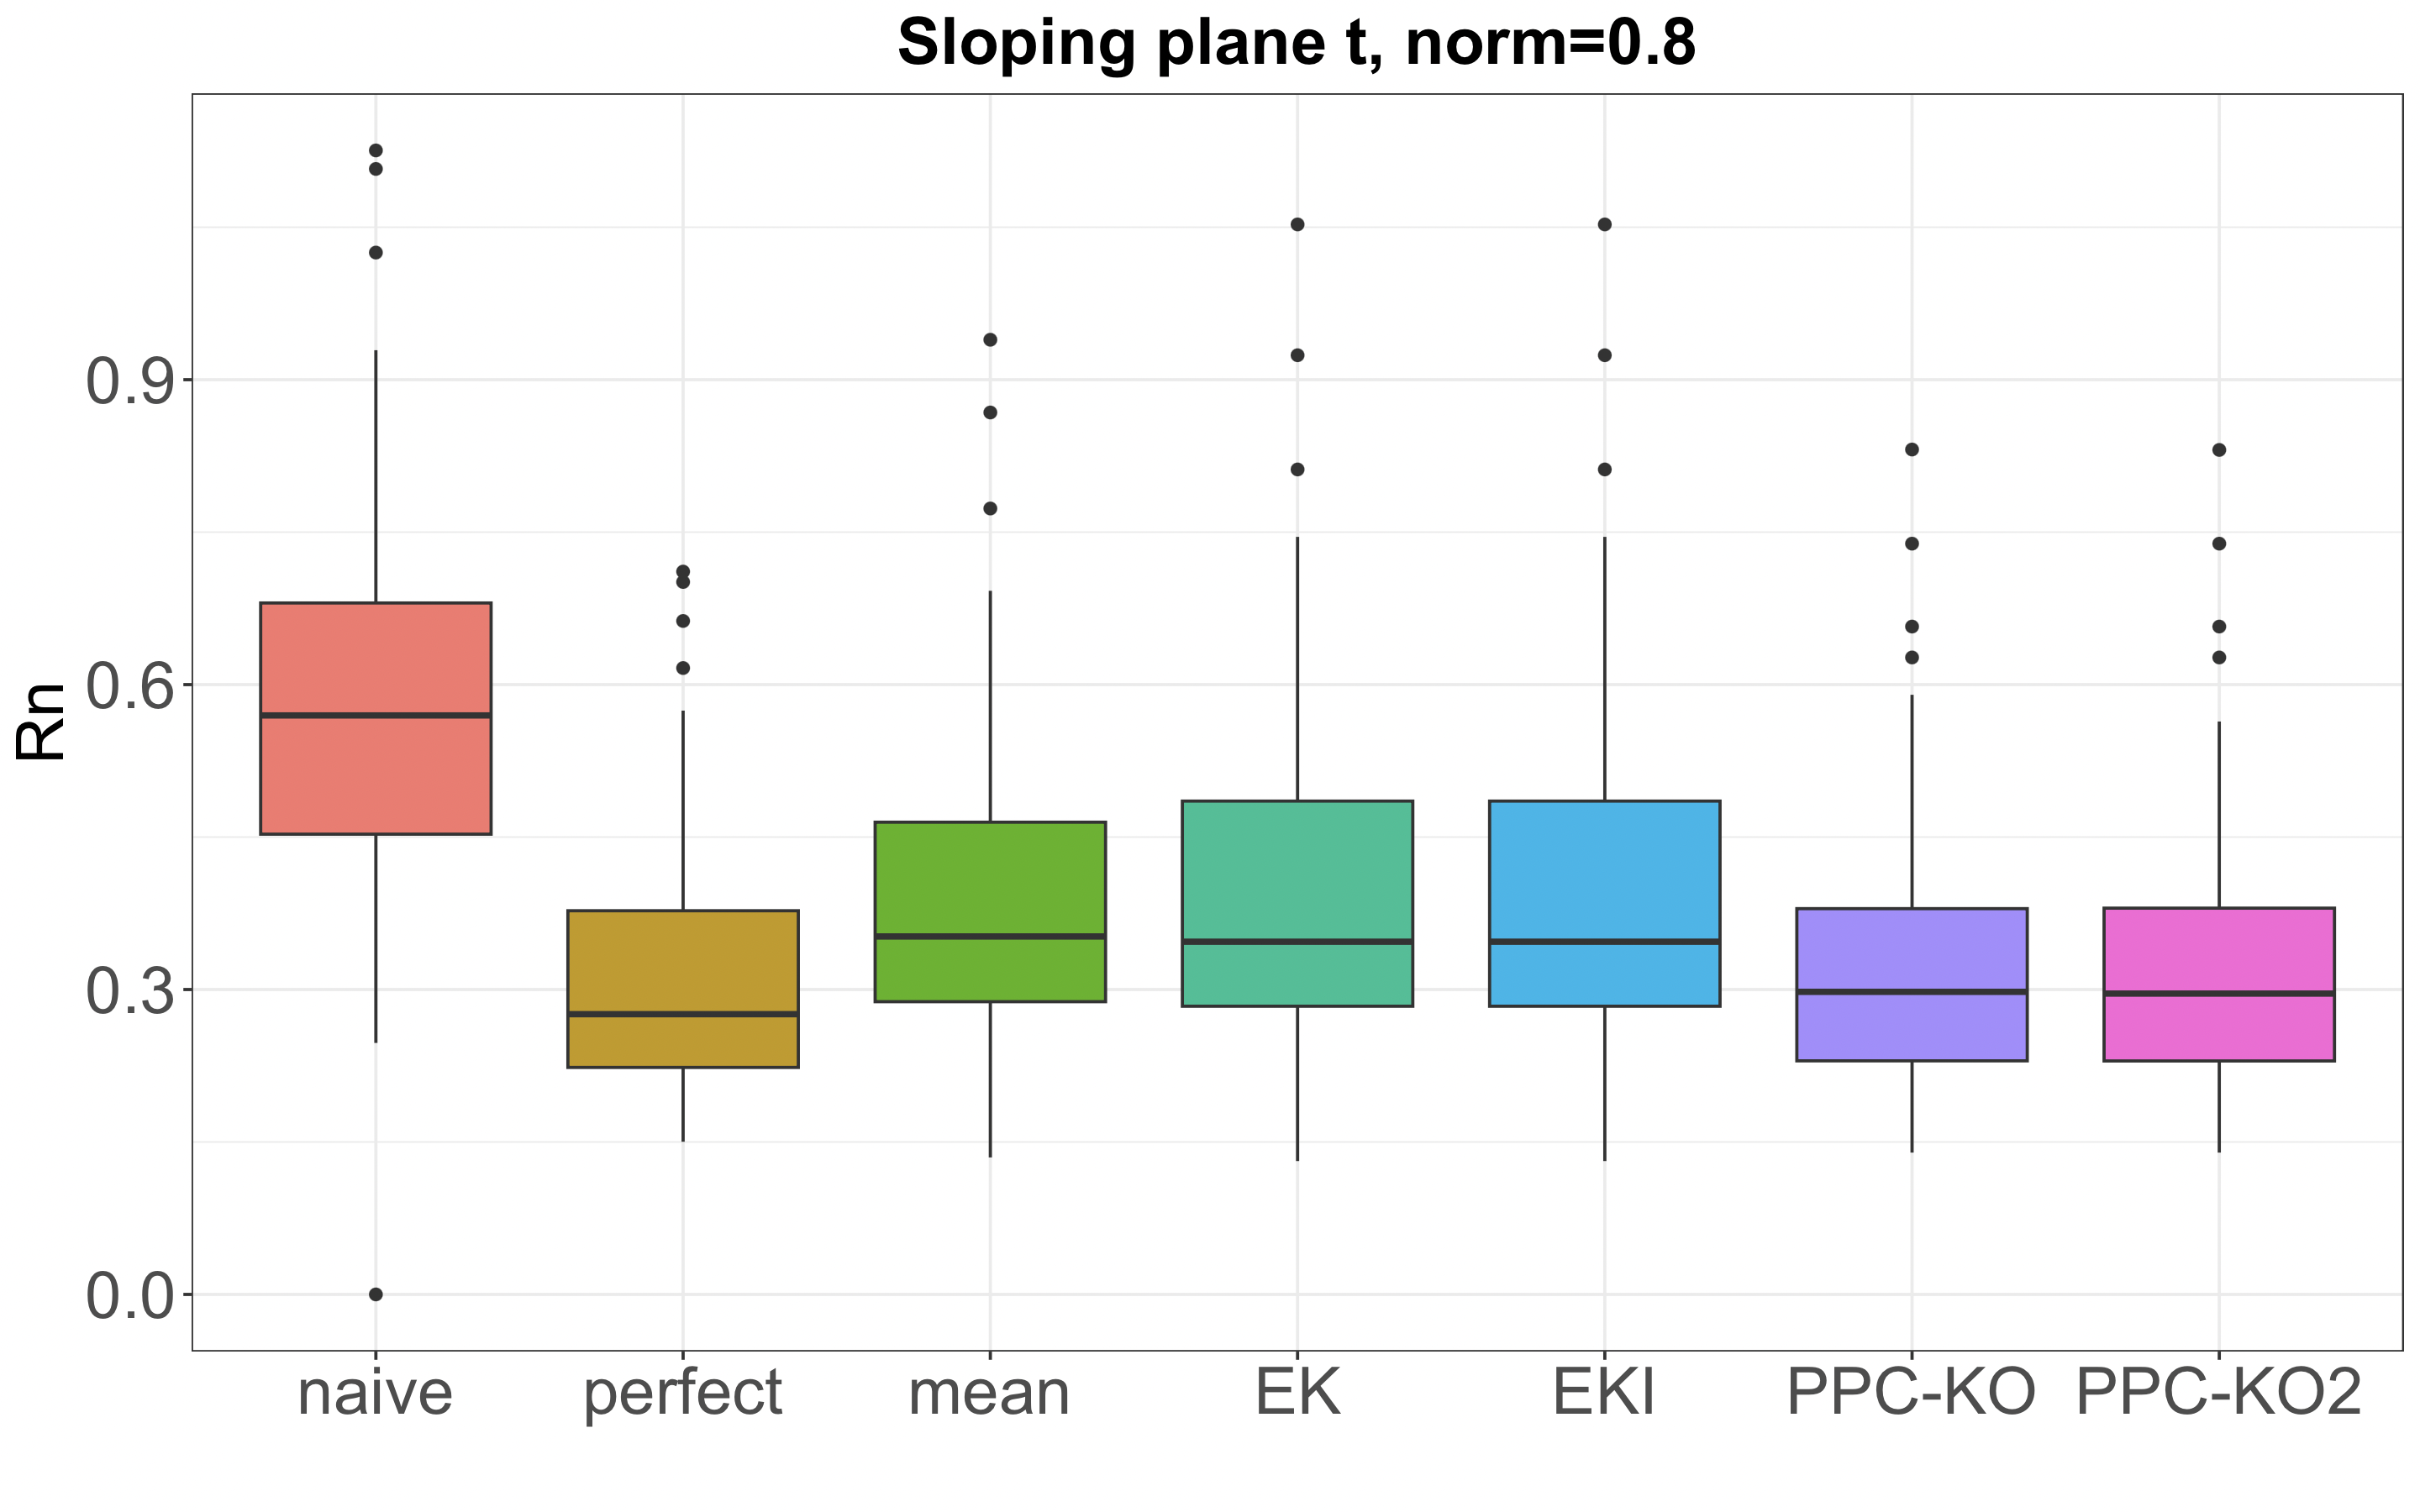 Sloping plane t, norm=0.8
Rn
0.9
0.6
0.3
0.0
naive perfect mean EK EKI PPC-KO PPC-KO2